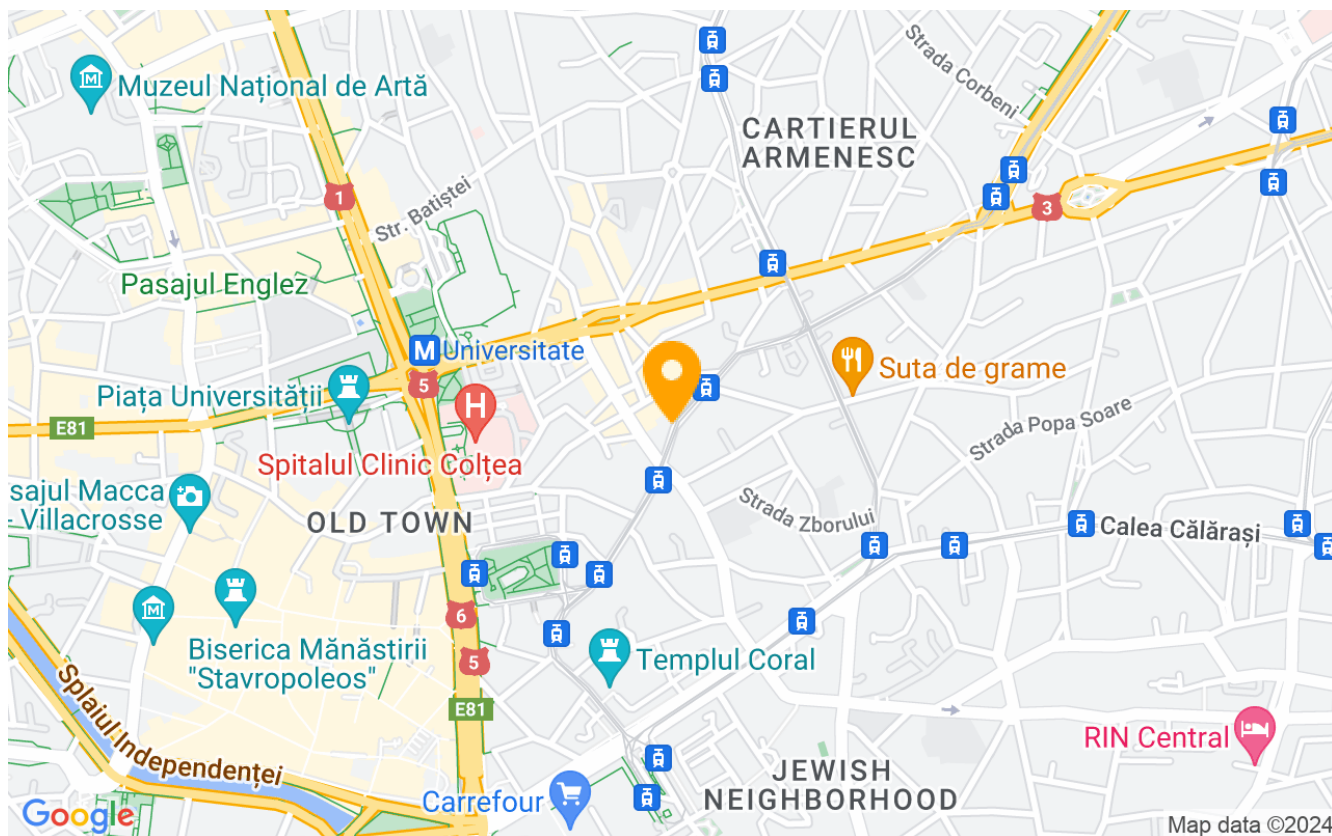 Strada Corbeni
Muzeul Național de Artă
CARTIERUL
ARMENESC
1
3
Str. Batiștei
Pasajul Englez
M
Universitate
5
Suta de grame
Piața Universității
E81
H
Strada Popa Soare
Spitalul Clinic Colțea
sajul Macca
- Villacrosse
OLD TOWN
Strada Zborului
Calea Călărași
6
Biserica Mănăstirii
"Stavropoleos"
5
Templul Coral
E81
Splaiul Independenței
RIN Central
JEWISH
NEIGHBORHOOD
Carrefour
Google
Map data ©2024